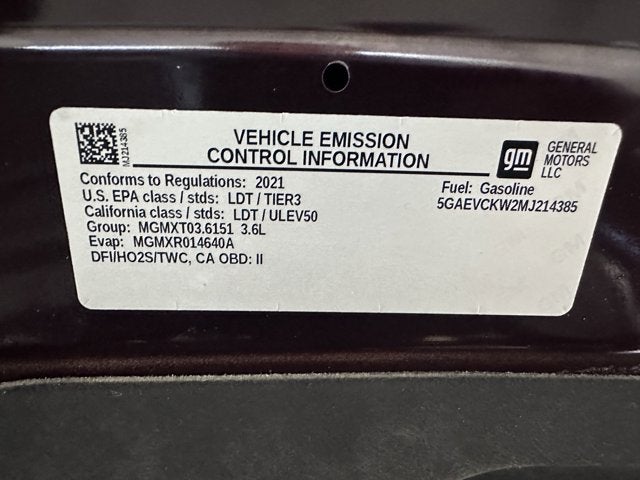 MJ214385
VEHICLE EMISSION
CONTROL INFORMATION
gm
GENERAL
MOTORS
LLC
Conforms to Regulations: 2021
U.S. EPA class / stds: LDT / TIER3
California class / stds: LDT / ULEV50
Group: MGMXT03.6151 3.6L
Evap: MGMXR014640A
DFI/HO2S/TWC, CA OBD: II
Fuel: Gasoline
5GAEVCKW2MJ214385